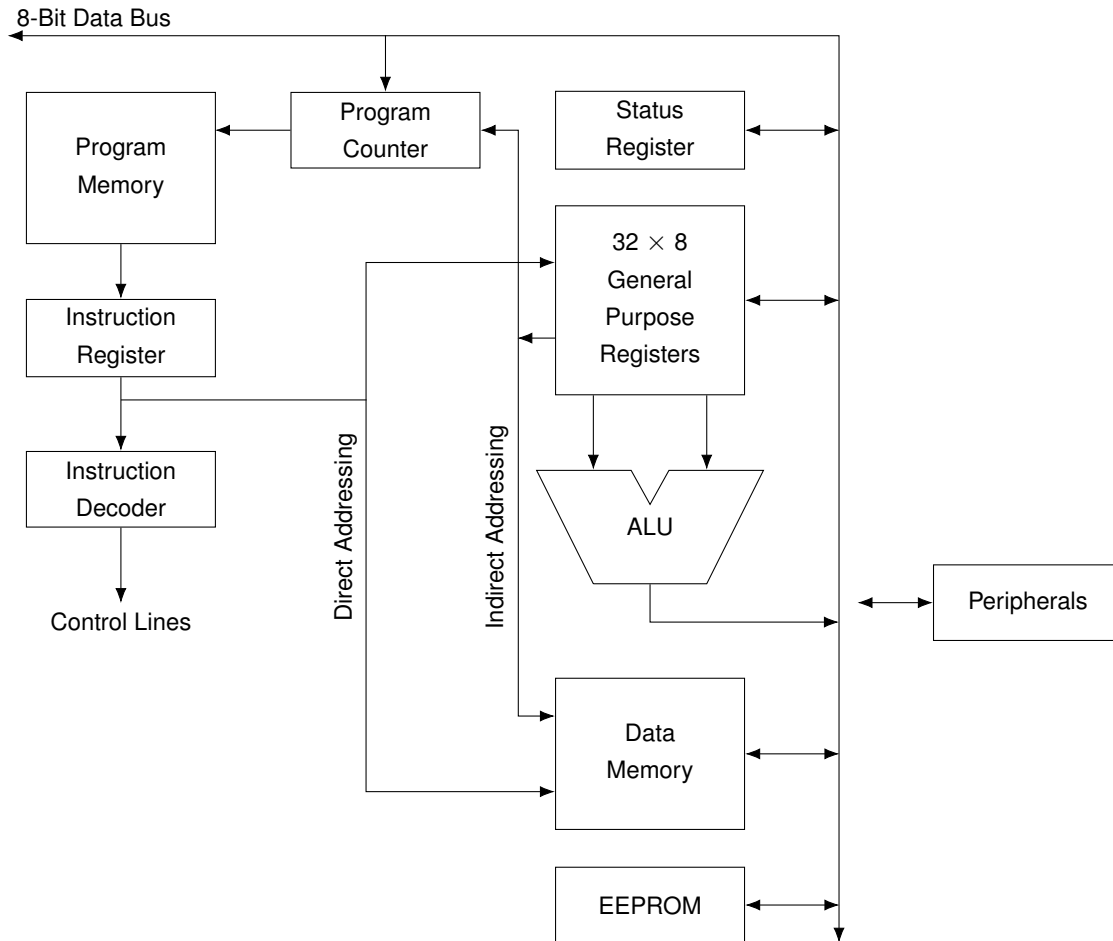 8-Bit Data Bus
Program
Memory
Program
Counter
Status
Register
32 × 8
General
Purpose
Registers
Instruction
Register
Instruction
Decoder
Control Lines
Direct Addressing
Indirect Addressing
ALU
Peripherals
Data
Memory
EEPROM